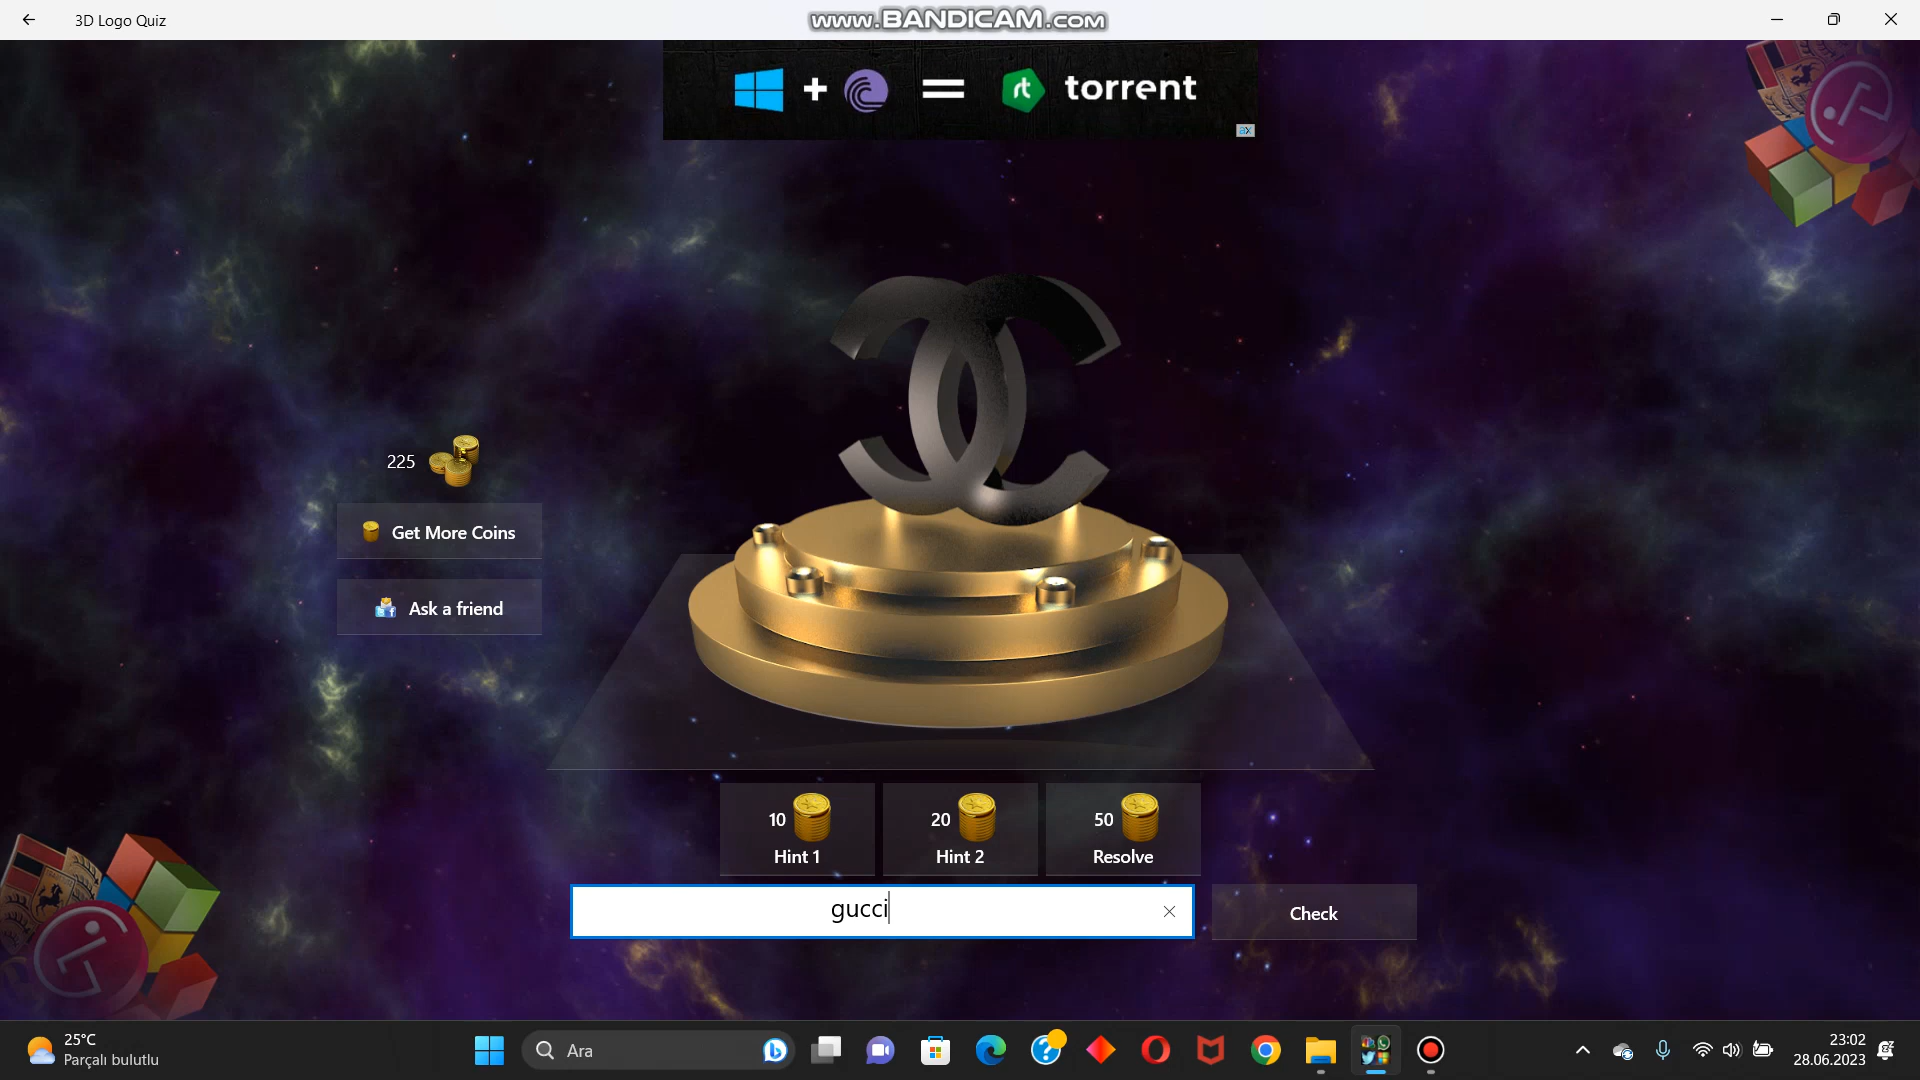 3D Logo Quiz
www.BANDICAM.com
+ = rt torrent
225
Get More Coins
Ask a friend
10
Hint 1
20
Hint 2
50
Resolve
gucci
Check
25°C
Parçalı bulutlu
Ara
23:02
28.06.2023